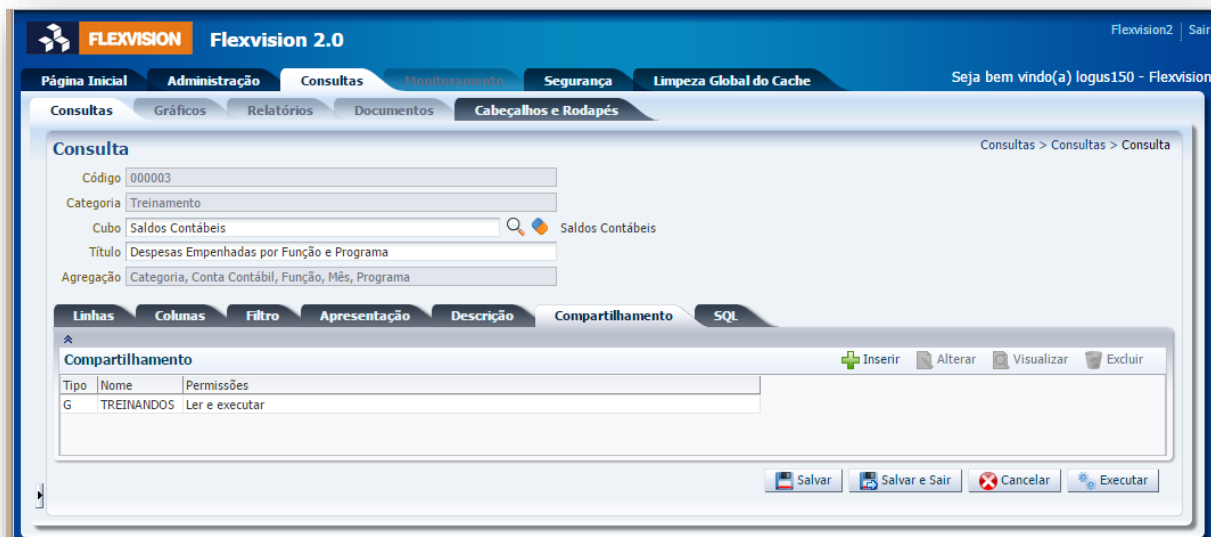 FLEXVISION Flexvision 2.0 Flexvision2 Sair
Página Inicial Administração Consultas Monitoramento Segurança Limpeza Global do Cache Seja bem vindo(a) logus150 - Flexvision
Consultas Gráficos Relatórios Documentos Cabeçalhos e Rodapés
Consulta Consultas > Consultas > Consulta
Código 000003
Categoria Treinamento
Cubo Saldos Contábeis Saldos Contábeis
Título Despesas Empenhadas por Função e Programa
Agregação Categoria, Conta Contábil, Função, Mês, Programa
Linhas Colunas Filtro Apresentação Descrição Compartilhamento SQL
Compartilhamento Inserir Alterar Visualizar Excluir
Tipo Nome Permissões
G TREINANDOS Ler e executar
Salvar Salvar e Sair Cancelar Executar